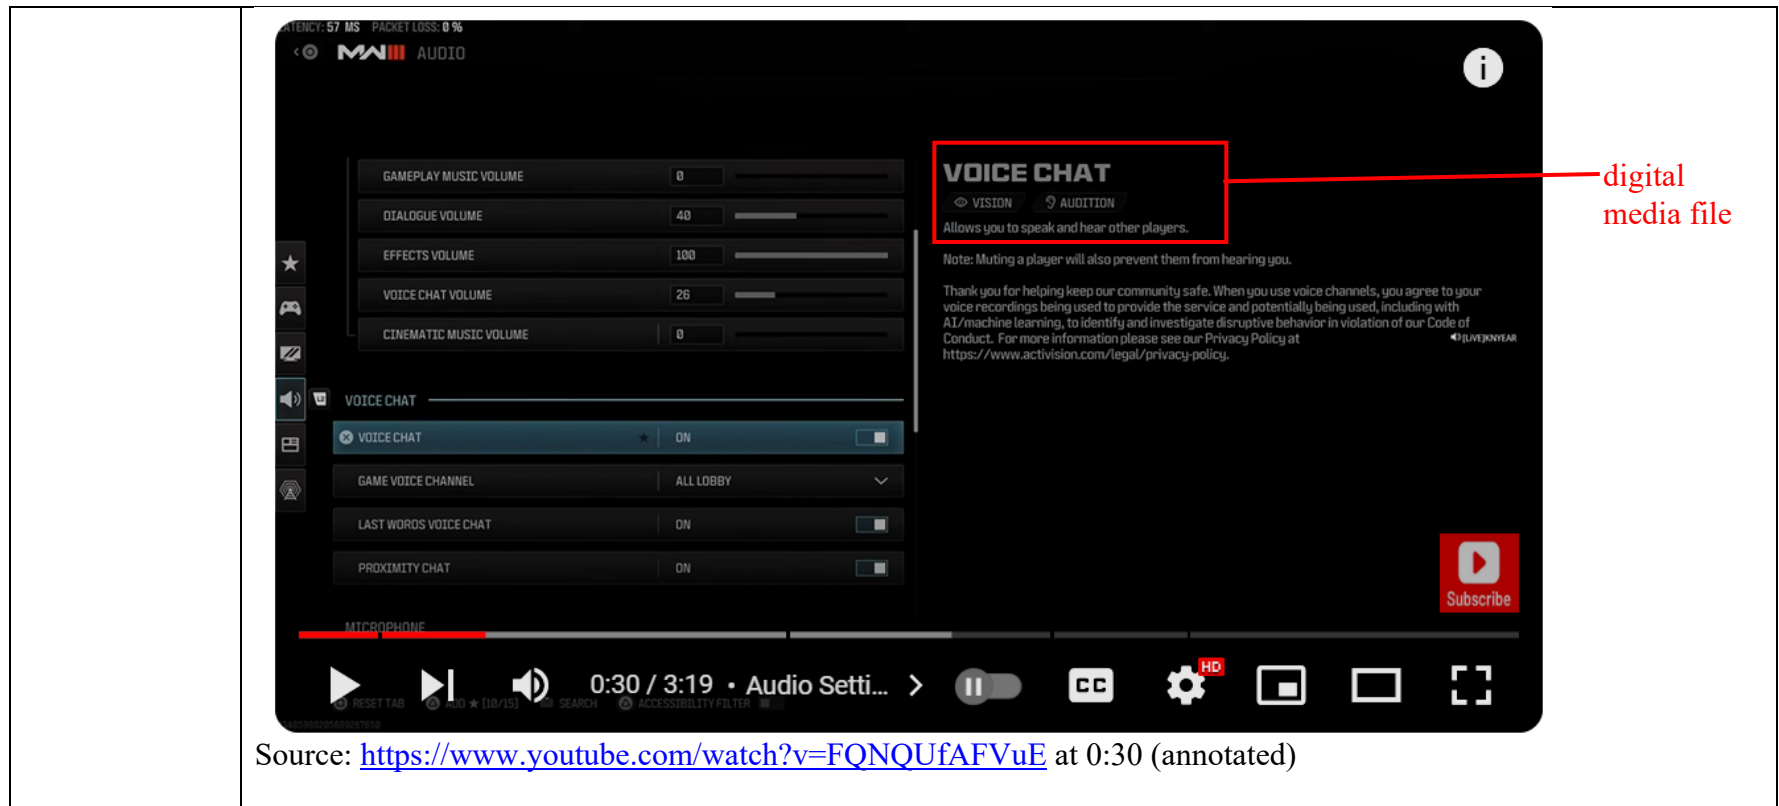 LATENCY: 57 MS PACKET LOSS: 0 %
MWIII AUDIO
GAMEPLAY MUSIC VOLUME 0
DIALOGUE VOLUME 40
EFFECTS VOLUME 100
VOICE CHAT VOLUME 26
CINEMATIC MUSIC VOLUME 0
VOICE CHAT
VOICE CHAT ON
GAME VOICE CHANNEL ALL LOBBY
LAST WORDS VOICE CHAT ON
PROXIMITY CHAT ON
MICROPHONE
VOICE CHAT
VISION AUDITION
Allows you to speak and hear other players.
Note: Muting a player will also prevent them from hearing you.
Thank you for helping keep our community safe. When you use voice channels, you agree to your
voice recordings being used to provide the service and potentially being used, including with
AI/machine learning, to identify and investigate disruptive behavior in violation of our Code of
Conduct. For more information please see our Privacy Policy at
https://www.activision.com/legal/privacy-policy.
[LIVE]KNYEAR
digital
media file
Subscribe
0:30 / 3:19 • Audio Setti...
HD
CC
RESET TAB ADD ★ [10/15] SEARCH ACCESSIBILITY FILTER
Source: https://www.youtube.com/watch?v=FQNQUfAFVuE at 0:30 (annotated)